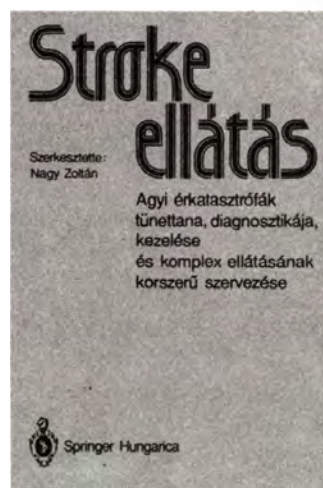 Stroke
ellátás
Szerkesztette:
Nagy Zoltán
Agyi érkatasztrófák
tünettana, diagnosztikája,
kezelése
és komplex ellátásának
korszerű szervezése
Springer Hungarica